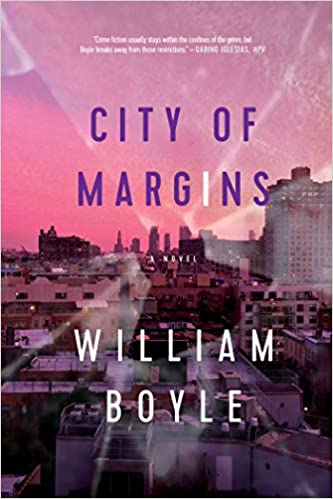 "Crime fiction usually stays within the confines of the genre, but
Boyle breaks away from those restrictions." – GABINO IGLESIAS, NPR
CITY OF
MARGINS
A NOVEL
WILLIAM
BOYLE